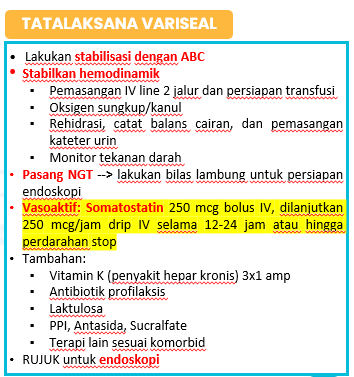 TATALAKSANA VARISEAL
• Lakukan stabilisasi dengan ABC
• Stabilkan hemodinamik
▪ Pemasangan IV line 2 jalur dan persiapan transfusi
▪ Oksigen sungkup/kanul
▪ Rehidrasi, catat balans cairan, dan pemasangan
kateter urin
▪ Monitor tekanan darah
• Pasang NGT --> lakukan bilas lambung untuk persiapan
endoskopi
• Vasoaktif: Somatostatin 250 mcg bolus IV, dilanjutkan
250 mcg/jam drip IV selama 12-24 jam atau hingga
perdarahan stop
• Tambahan:
▪ Vitamin K (penyakit hepar kronis) 3x1 amp
▪ Antibiotik profilaksis
▪ Laktulosa
▪ PPI, Antasida, Sucralfate
▪ Terapi lain sesuai komorbid
• RUJUK untuk endoskopi